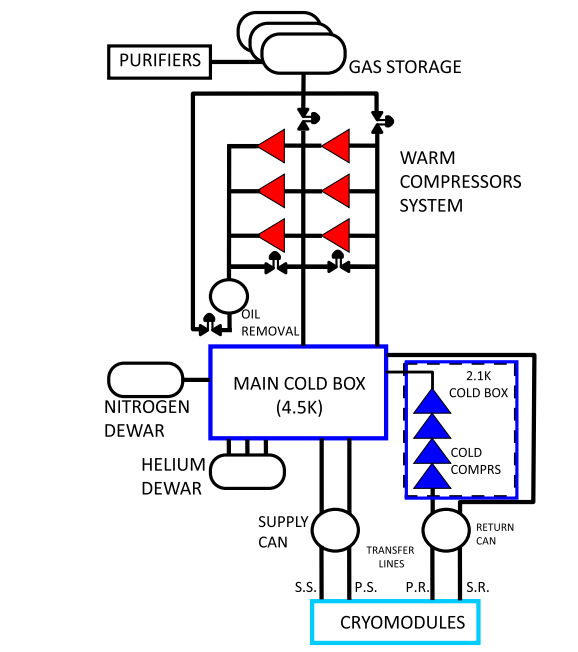 PURIFIERS
GAS STORAGE
WARM
COMPRESSORS
SYSTEM
OIL
REMOVAL
MAIN COLD BOX
(4.5K)
2.1K
COLD BOX
COLD
COMPRS
NITROGEN
DEWAR
HELIUM
DEWAR
SUPPLY
CAN
TRANSFER
LINES
RETURN
CAN
S.S.
P.S.
P.R.
S.R.
CRYOMODULES